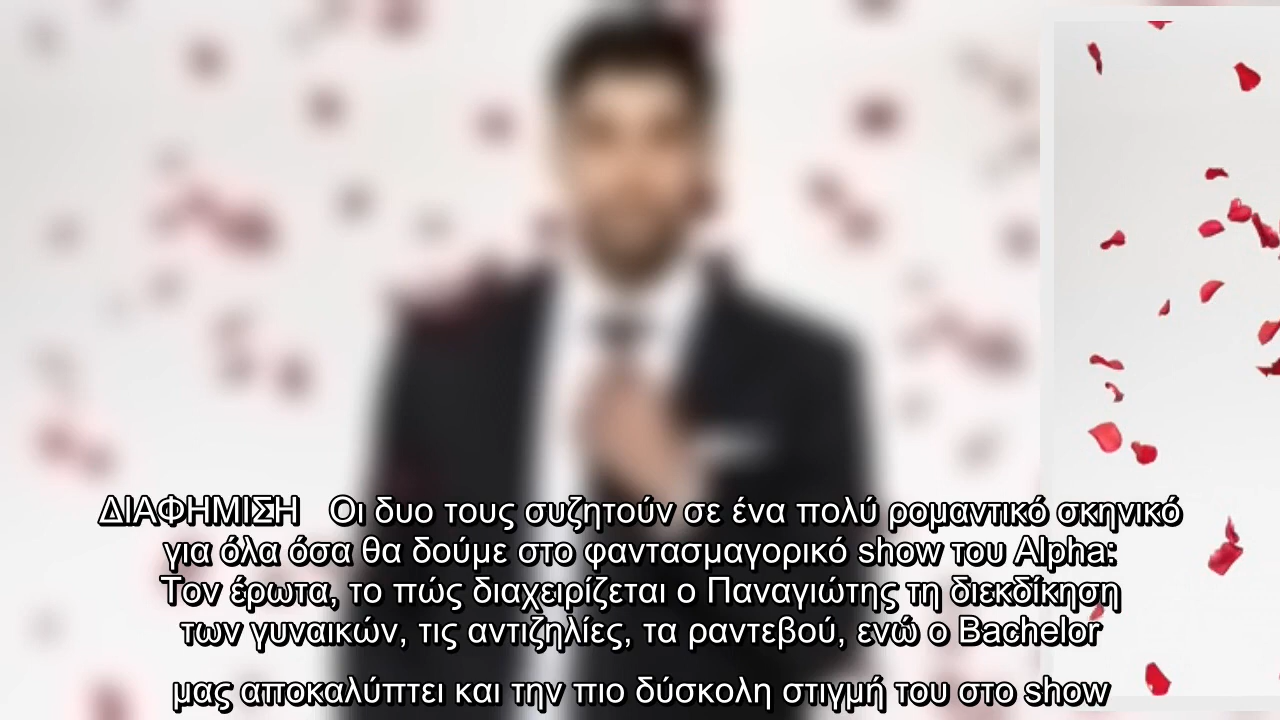 ΔΙΑΦΗΜΙΣΗ Οι δυο τους συζητούν σε ένα πολύ ρομαντικό σκηνικό
για όλα όσα θα δούμε στο φαντασμαγορικό show του Alpha:
Τον έρωτα, το πώς διαχειρίζεται ο Παναγιώτης τη διεκδίκηση
των γυναικών, τις αντιζηλίες, τα ραντεβού, ενώ ο Bachelor
μας αποκαλύπτει και την πιο δύσκολη στιγμή του στο show